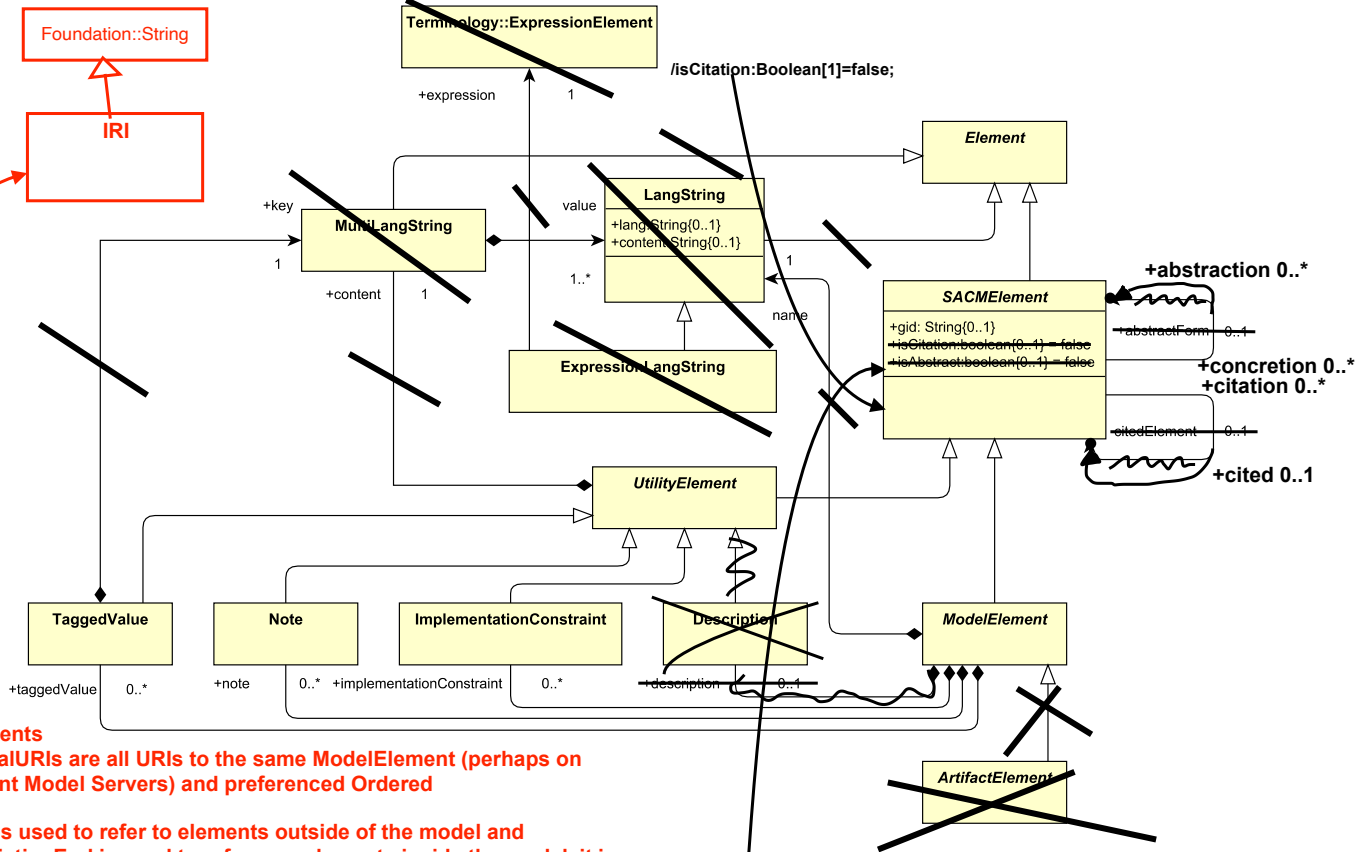 Foundation::String
IRI
Terminology::ExpressionElement
+expression 1
/isCitation:Boolean[1]=false;
Element
+key
MultiLangString
1
+content 1
value
LangString
+lang:String{0..1}
+content:String{0..1}
1..*
1
name
ExpressionLangString
SACMElement
+gid: String{0..1}
+isCitation:boolean{0..1} = false
+isAbstract:boolean{0..1} = false
+abstraction 0..*
+abstractForm 0..1
+concretion 0..*
+citation 0..*
citedElement 0..1
+cited 0..1
UtilityElement
TaggedValue
Note
ImplementationConstraint
Description
ModelElement
+taggedValue 0..*
+note 0..*
+implementationConstraint 0..*
+description 0..1
ArtifactElement
ents
alURIs are all URIs to the same ModelElement (perhaps on
nt Model Servers) and preferenced Ordered
s used to refer to elements outside of the model and